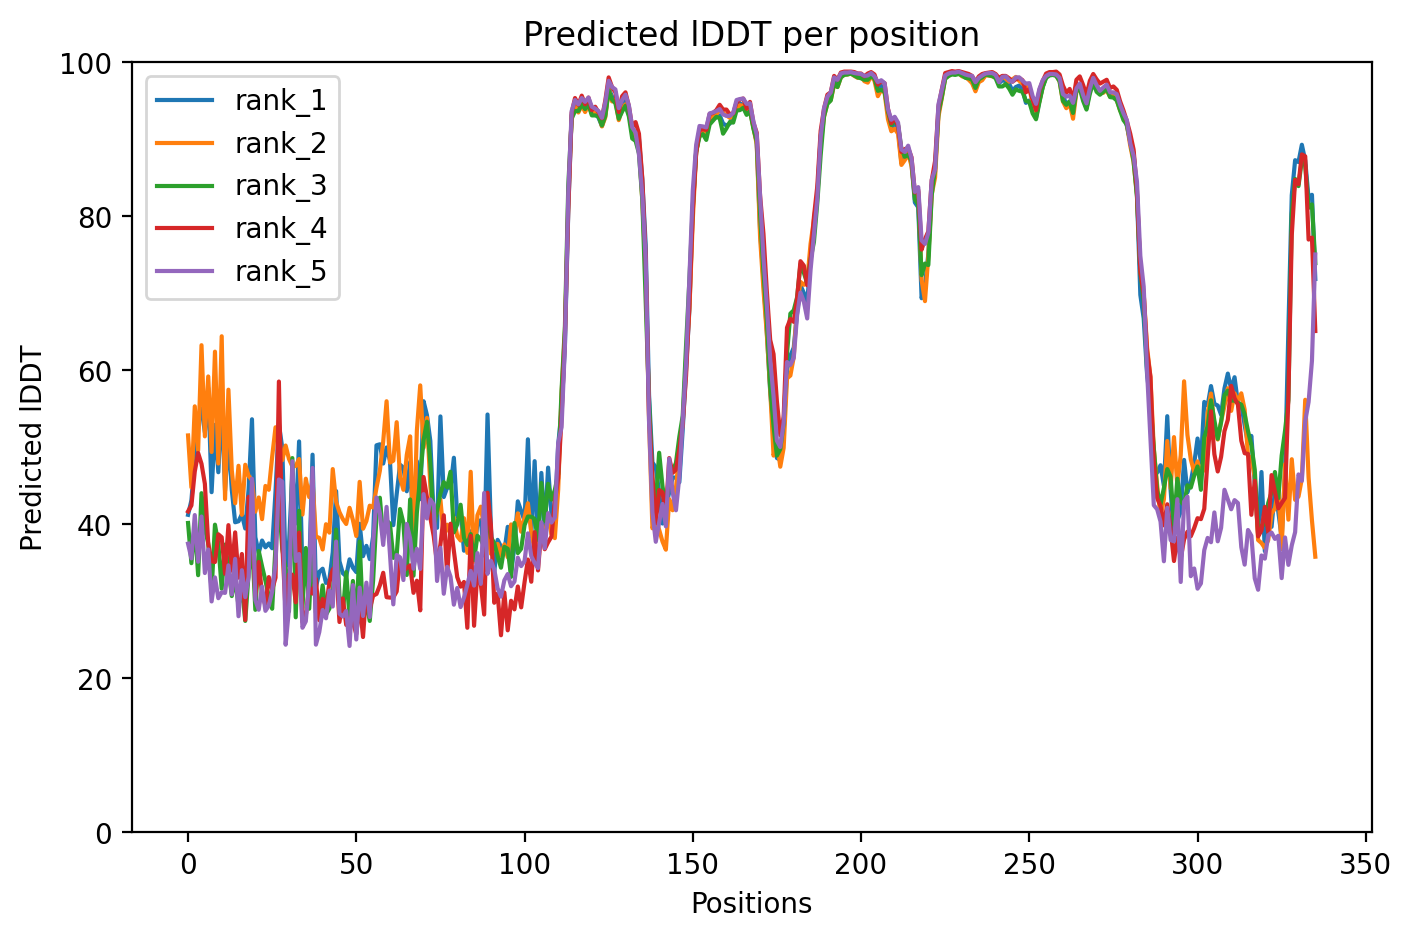 Predicted lDDT per position
100
80
60
40
20
0
Predicted lDDT
rank_1
rank_2
rank_3
rank_4
rank_5
0 50 100 150 200 250 300 350
Positions